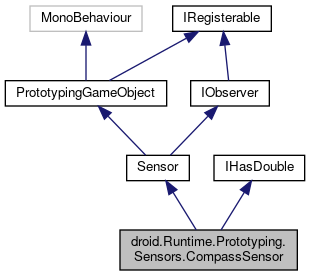 MonoBehaviour
IRegisterable
PrototypingGameObject
IObserver
Sensor
IHasDouble
droid.Runtime.Prototyping.
Sensors.CompassSensor